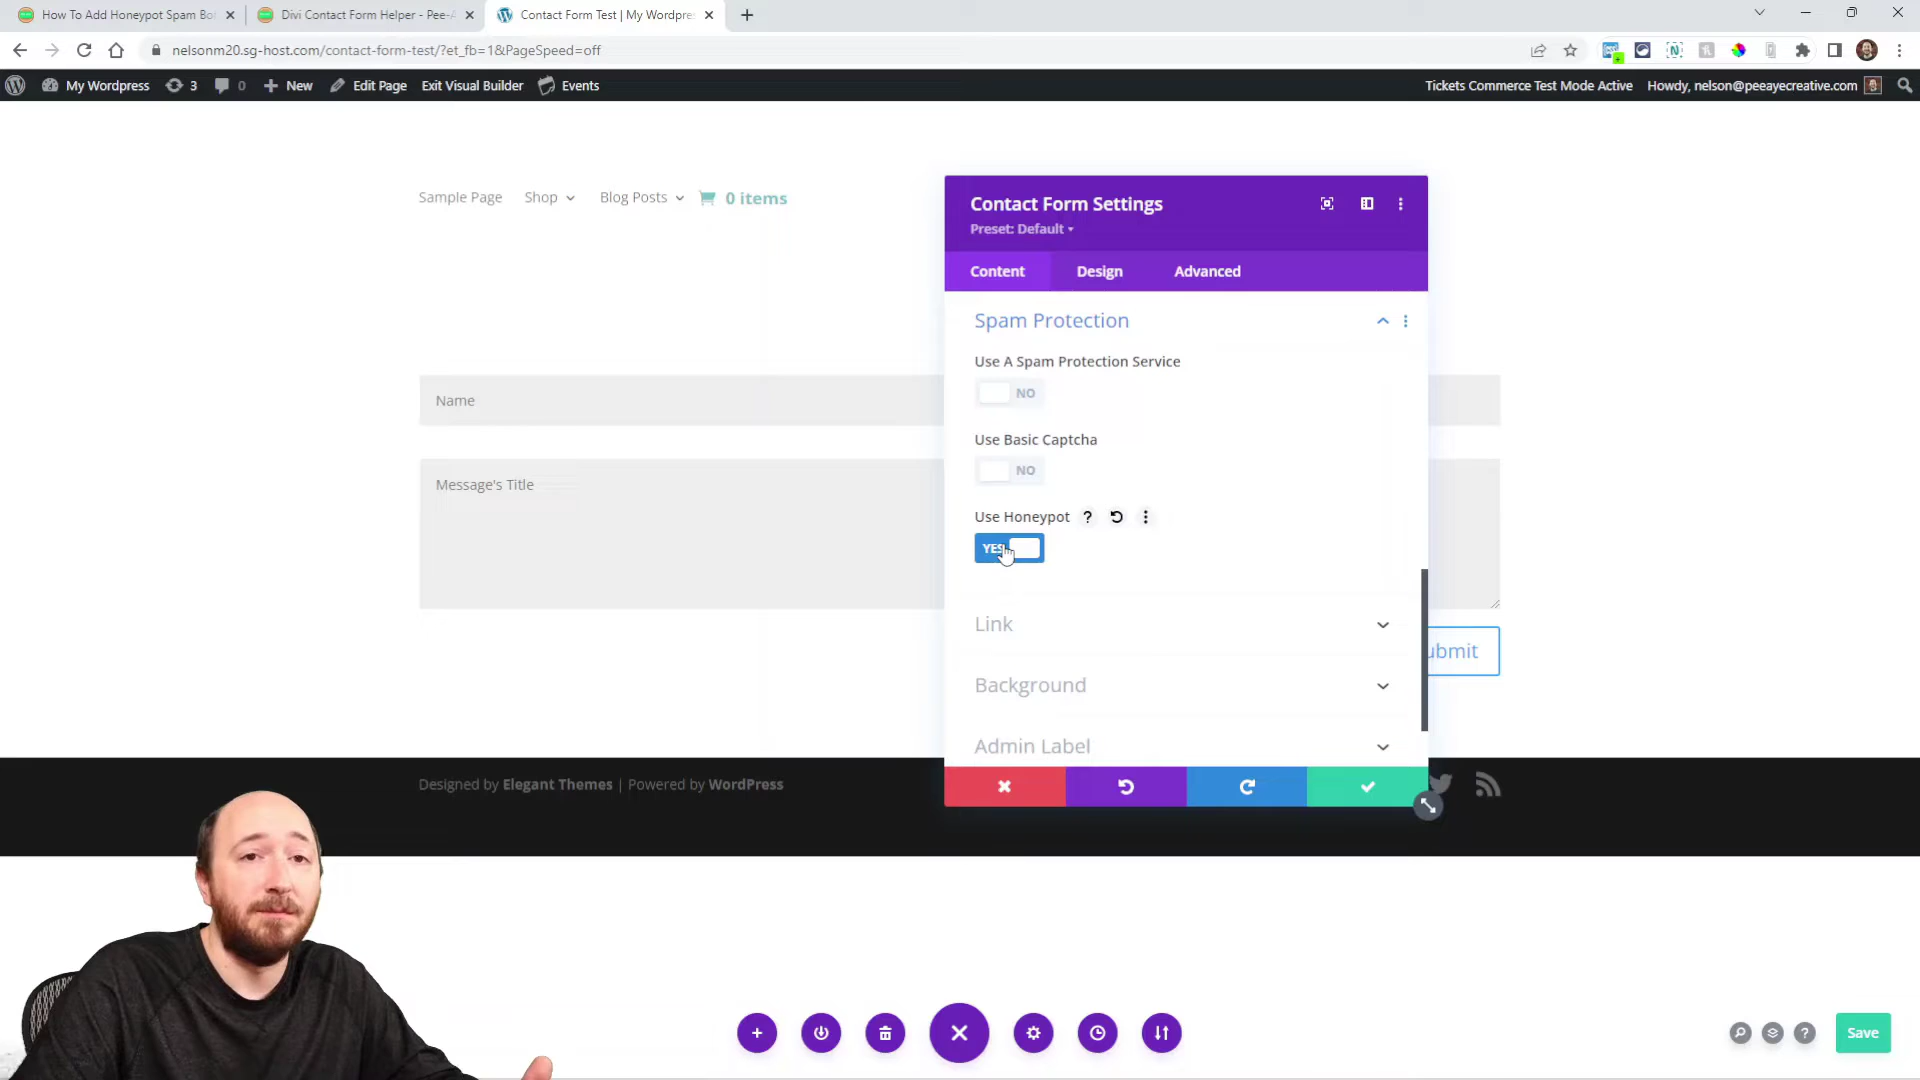 How To Add Honeypot Spam Bo
Divi Contact Form Helper - Pee-A
Contact Form Test | My Wordpre
nelsonm20.sg-host.com/contact-form-test/?et_fb=1&PageSpeed=off
My Wordpress
3
0
New
Edit Page
Exit Visual Builder
Events
Tickets Commerce Test Mode Active
Howdy, nelson@peeayecreative.com
Sample Page
Shop
Blog Posts
0 items
Contact Form Settings
Preset: Default
Content
Design
Advanced
Spam Protection
Use A Spam Protection Service
NO
Name
Use Basic Captcha
NO
Message's Title
Use Honeypot ?
YES
Link
ubmit
Background
Admin Label
Designed by Elegant Themes | Powered by WordPress
?
Save